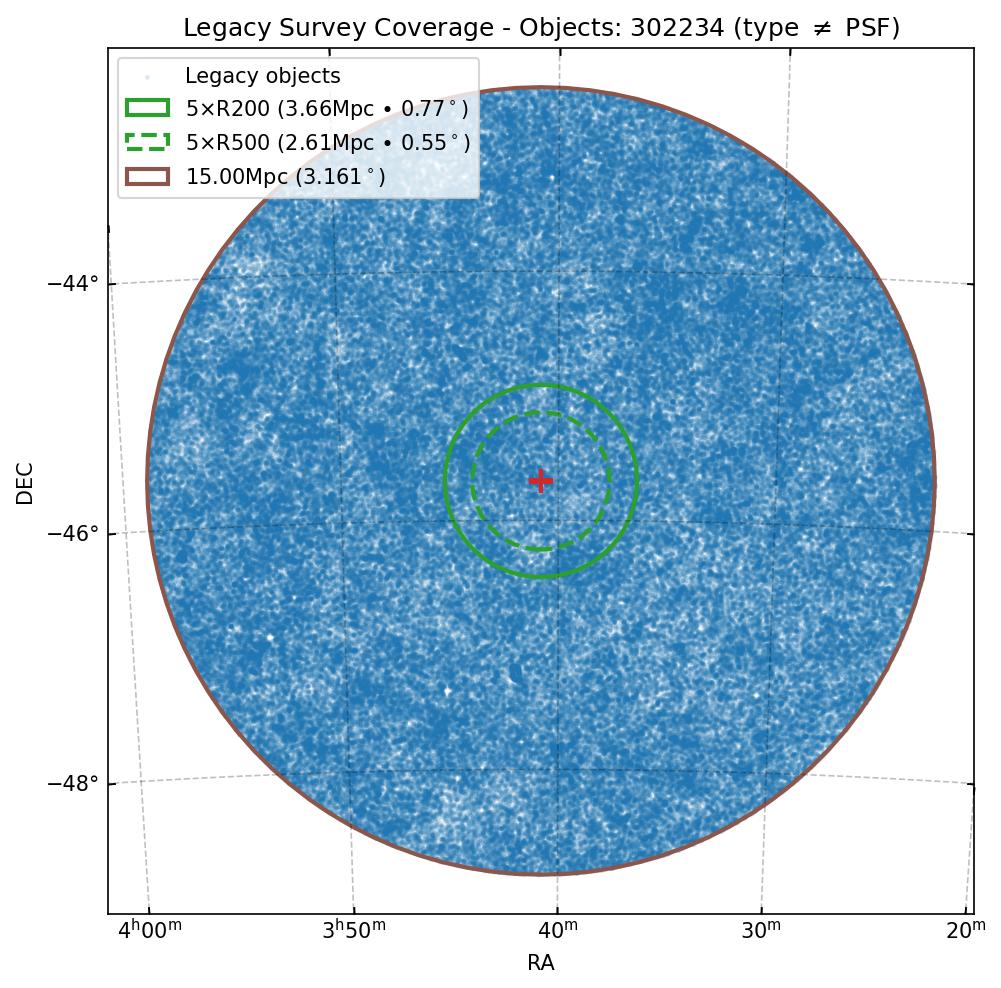 Legacy Survey Coverage - Objects: 302234 (type ≠ PSF)
Legacy objects
5×R200 (3.66Mpc • 0.77°)
5×R500 (2.61Mpc • 0.55°)
15.00Mpc (3.161°)
−44°
−46°
−48°
DEC
4ʰ00ᵐ 3ʰ50ᵐ 40ᵐ 30ᵐ 20ᵐ
RA